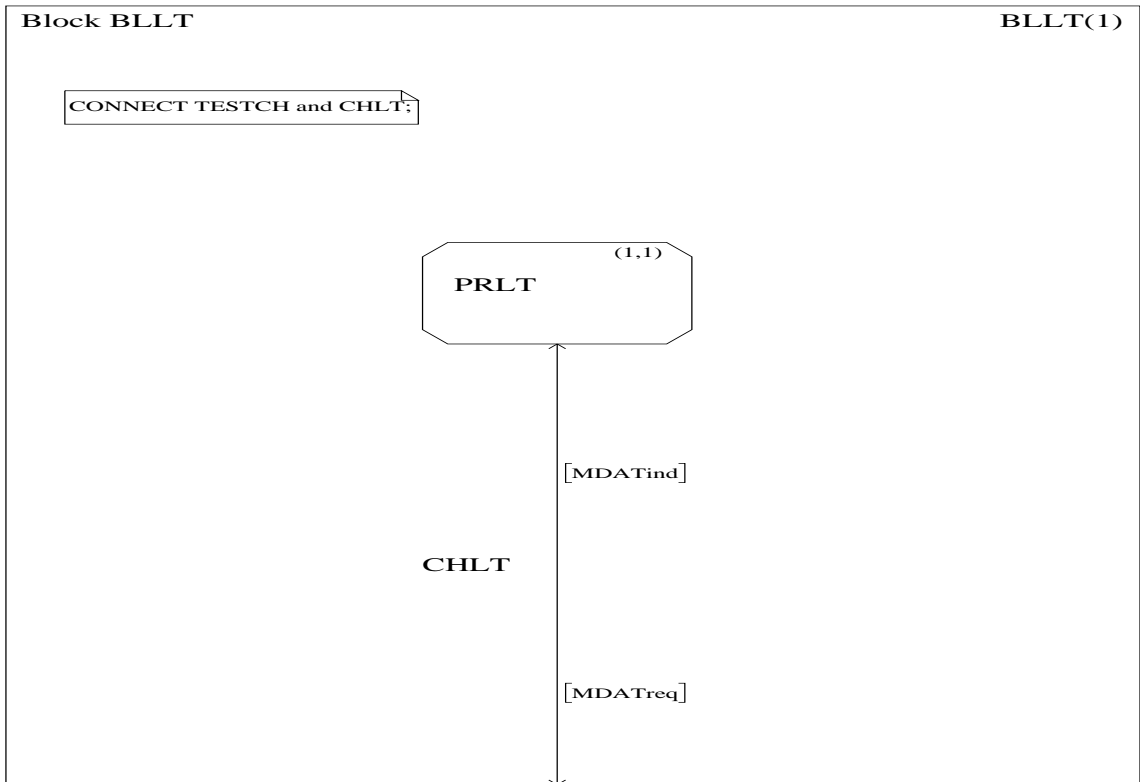 Block BLLT
BLLT(1)
CONNECT TESTCH and CHLT;
(1,1)
PRLT
[MDATind]
CHLT
[MDATreq]